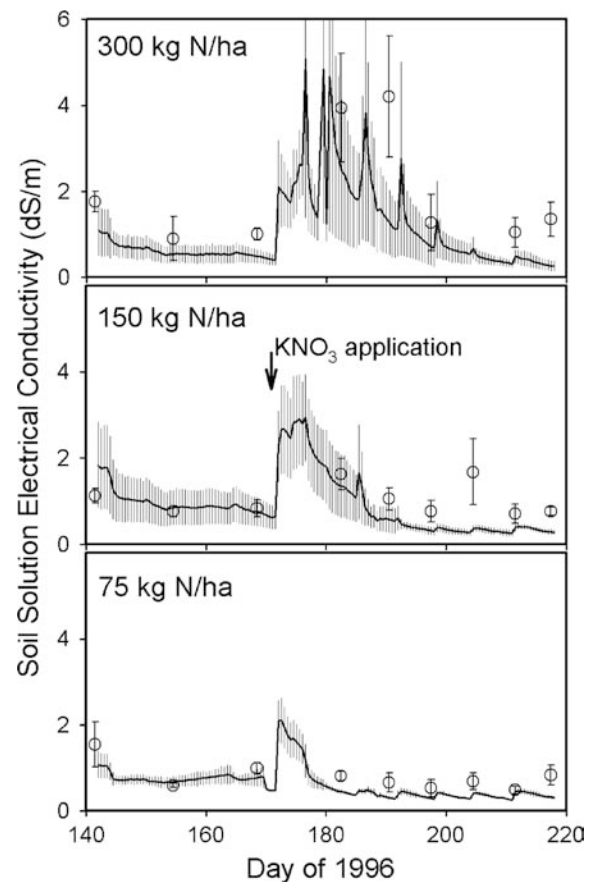 6
300 kg N/ha
4
2
0
150 kg N/ha
KNO₃ application
4
2
0
75 kg N/ha
4
2
0
140 160 180 200 220
Day of 1996
Soil Solution Electrical Conductivity (dS/m)